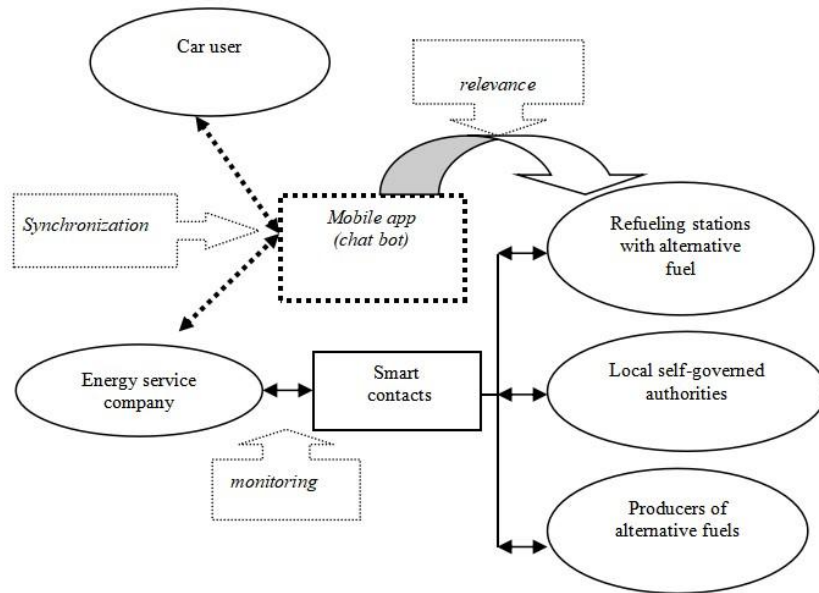 Car user
relevance
Synchronization
Mobile app
(chat bot)
Refueling stations
with alternative
fuel
Energy service
company
Smart
contacts
Local self-governed
authorities
monitoring
Producers of
alternative fuels